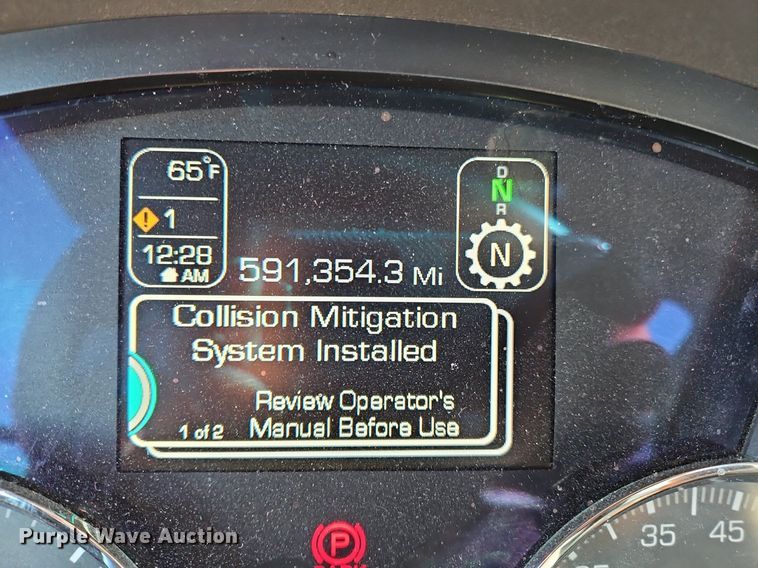 65°F
1
12:28
AM
591,354.3 Mi
D
N
R
N
Collision Mitigation
System Installed
Review Operator's
1 of 2 Manual Before Use
P
35
45
Purple Wave Auction